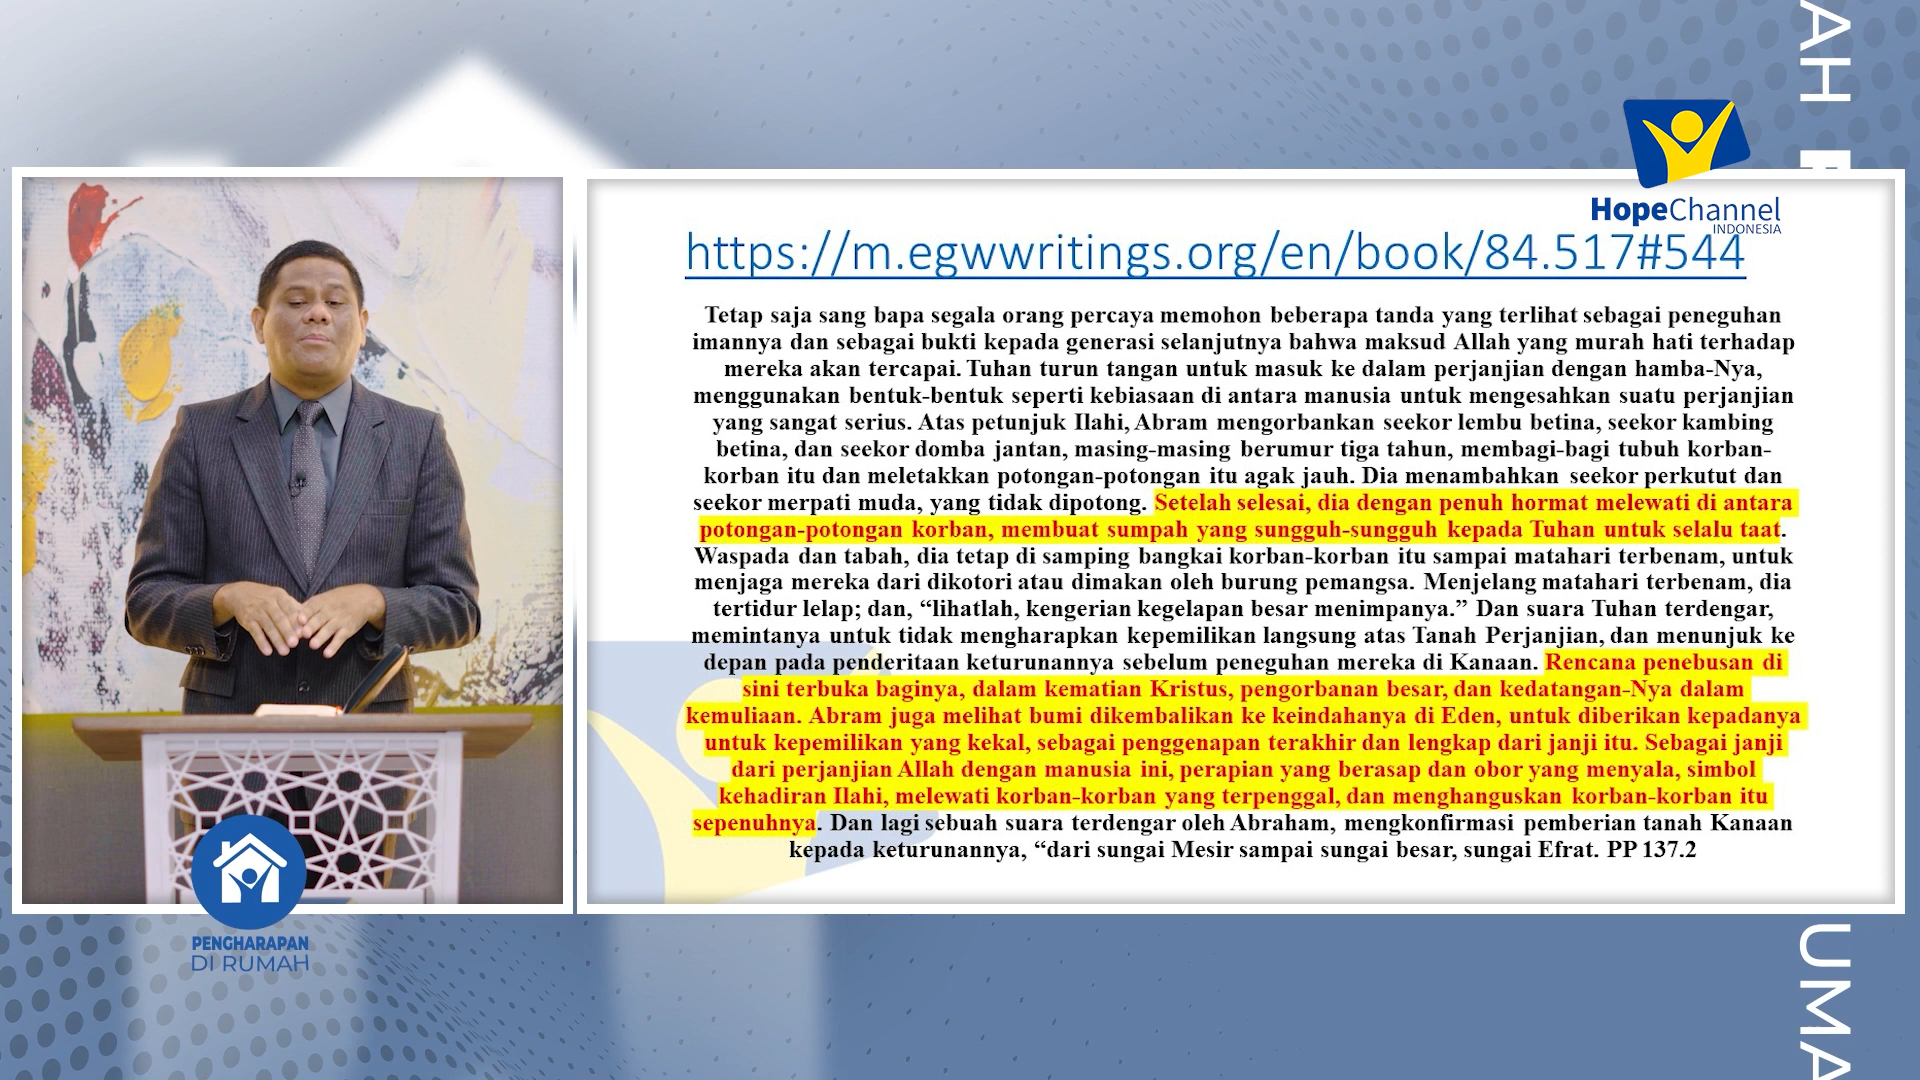 AH R
HopeChannel
INDONESIA
https://m.egwwritings.org/en/book/84.517#544
Tetap saja sang bapa segala orang percaya memohon beberapa tanda yang terlihat sebagai peneguhan
imannya dan sebagai bukti kepada generasi selanjutnya bahwa maksud Allah yang murah hati terhadap
mereka akan tercapai. Tuhan turun tangan untuk masuk ke dalam perjanjian dengan hamba-Nya,
menggunakan bentuk-bentuk seperti kebiasaan di antara manusia untuk mengesahkan suatu perjanjian
yang sangat serius. Atas petunjuk Ilahi, Abram mengorbankan seekor lembu betina, seekor kambing
betina, dan seekor domba jantan, masing-masing berumur tiga tahun, membagi-bagi tubuh korban-
korban itu dan meletakkan potongan-potongan itu agak jauh. Dia menambahkan seekor perkutut dan
seekor merpati muda, yang tidak dipotong. Setelah selesai, dia dengan penuh hormat melewati di antara
potongan-potongan korban, membuat sumpah yang sungguh-sungguh kepada Tuhan untuk selalu taat.
Waspada dan tabah, dia tetap di samping bangkai korban-korban itu sampai matahari terbenam, untuk
menjaga mereka dari dikotori atau dimakan oleh burung pemangsa. Menjelang matahari terbenam, dia
tertidur lelap; dan, “lihatlah, kengerian kegelapan besar menimpanya.” Dan suara Tuhan terdengar,
memintanya untuk tidak mengharapkan kepemilikan langsung atas Tanah Perjanjian, dan menunjuk ke
depan pada penderitaan keturunannya sebelum peneguhan mereka di Kanaan. Rencana penebusan di
sini terbuka baginya, dalam kematian Kristus, pengorbanan besar, dan kedatangan-Nya dalam
kemuliaan. Abram juga melihat bumi dikembalikan ke keindahanya di Eden, untuk diberikan kepadanya
untuk kepemilikan yang kekal, sebagai penggenapan terakhir dan lengkap dari janji itu. Sebagai janji
dari perjanjian Allah dengan manusia ini, perapian yang berasap dan obor yang menyala, simbol
kehadiran Ilahi, melewati korban-korban yang terpenggal, dan menghanguskan korban-korban itu
sepenuhnya. Dan lagi sebuah suara terdengar oleh Abraham, mengkonfirmasi pemberian tanah Kanaan
kepada keturunannya, “dari sungai Mesir sampai sungai besar, sungai Efrat. PP 137.2
PENGHARAPAN
DI RUMAH
UMA